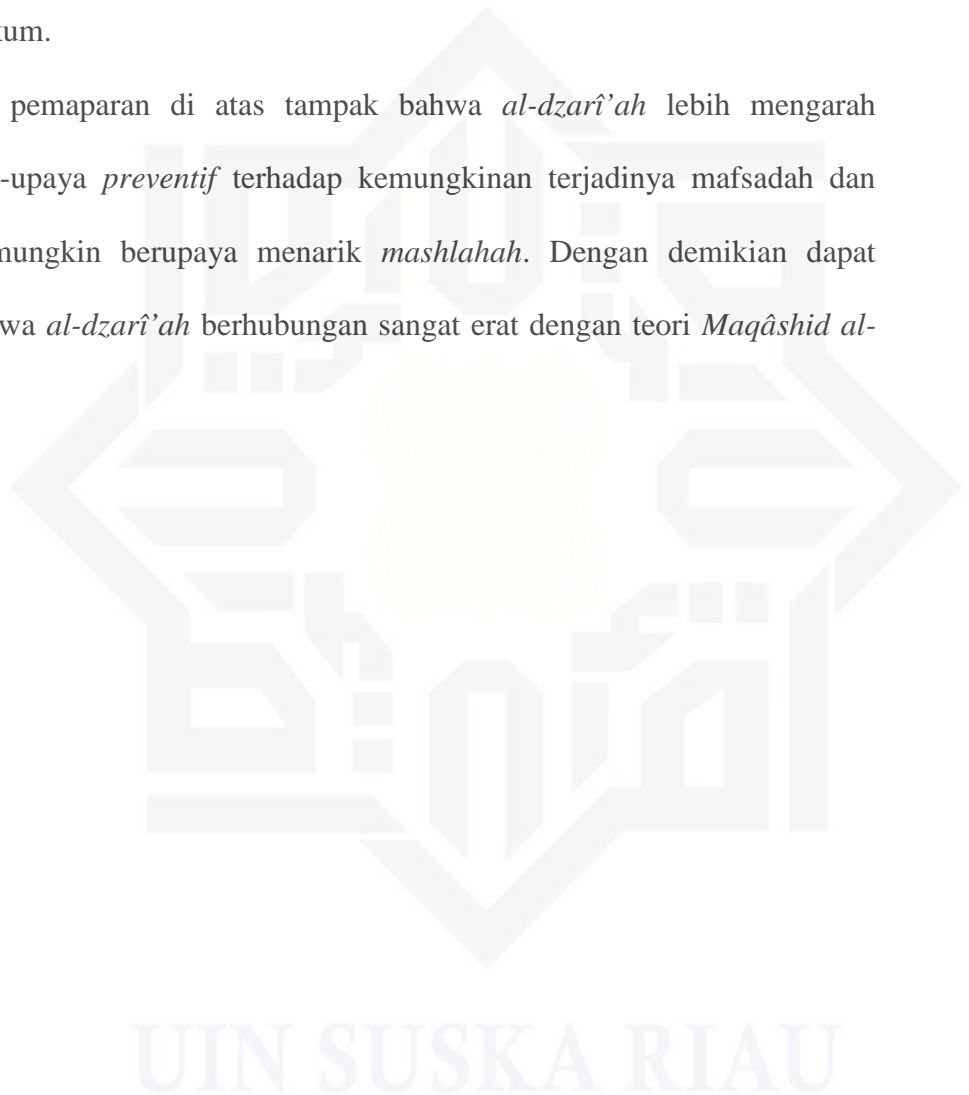 kum.
pemaparan di atas tampak bahwa al-dzarî’ah lebih mengarah
-upaya preventif terhadap kemungkinan terjadinya mafsadah dan
mungkin berupaya menarik mashlahah. Dengan demikian dapat
wa al-dzarî’ah berhubungan sangat erat dengan teori Maqâshid al-
UIN SUSKA RIAU